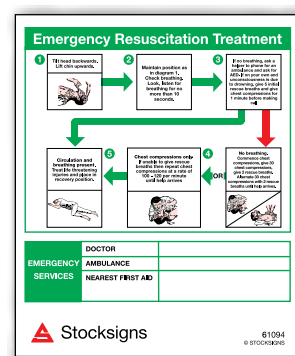 Emergency Resuscitation Treatment
1
Tilt head backwards.
Lift chin upwards.
2
Maintain position as
in diagram 1.
Check breathing.
Look, listen for
breathing for no
more than 10
seconds.
3
If no breathing, ask a
helper to phone for an
ambulance and ask for
AED. If on your own and
unconsciousness is due
to drowning, give 5 initial
rescue breaths and give
chest compressions for
1 minute before making
call
5
Circulation and
breathing present,
Treat life threatening
injuries and place in
recovery position.
Chest compressions only
If unable to give rescue
breaths then repeat chest
compressions at a rate of
100 - 120 per minute
until help arrives
4
OR
No breathing.
Commence chest
compressions, give 30
chest compressions,
give 2 rescue breaths.
Alternate 30 chest
compressions with 2 rescue
breaths until help arrives.
EMERGENCY
SERVICES
DOCTOR
AMBULANCE
NEAREST FIRST AID
Stocksigns
61094
© STOCKSIGNS